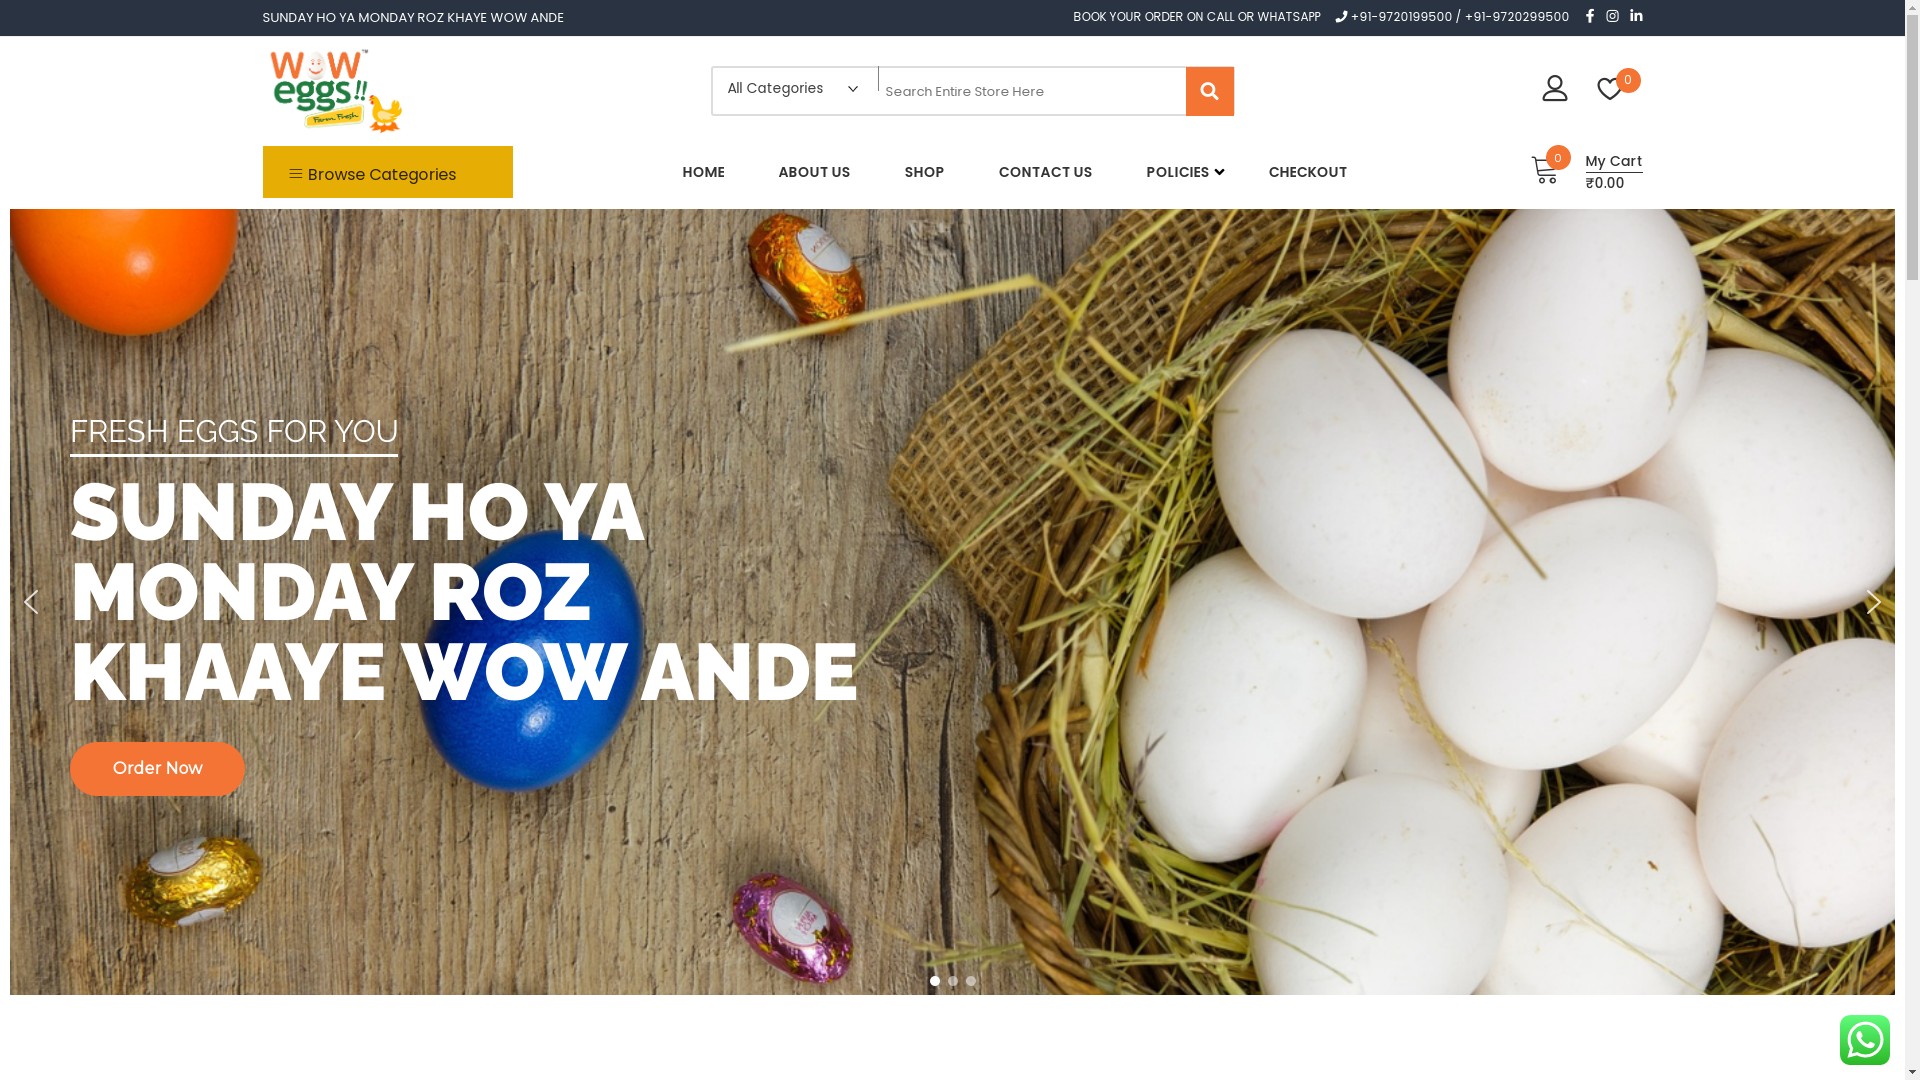 SUNDAY HO YA MONDAY ROZ KHAYE WOW ANDE
BOOK YOUR ORDER ON CALL OR WHATSAPP
+91-9720199500 / +91-9720299500
WOW
eggs!!
Farm Fresh
All Categories
Search Entire Store Here
0
Browse Categories
HOME
ABOUT US
SHOP
CONTACT US
POLICIES
CHECKOUT
0
My Cart
₹0.00
FRESH EGGS FOR YOU
SUNDAY HO YA
MONDAY ROZ
KHAAYE WOW ANDE
Order Now